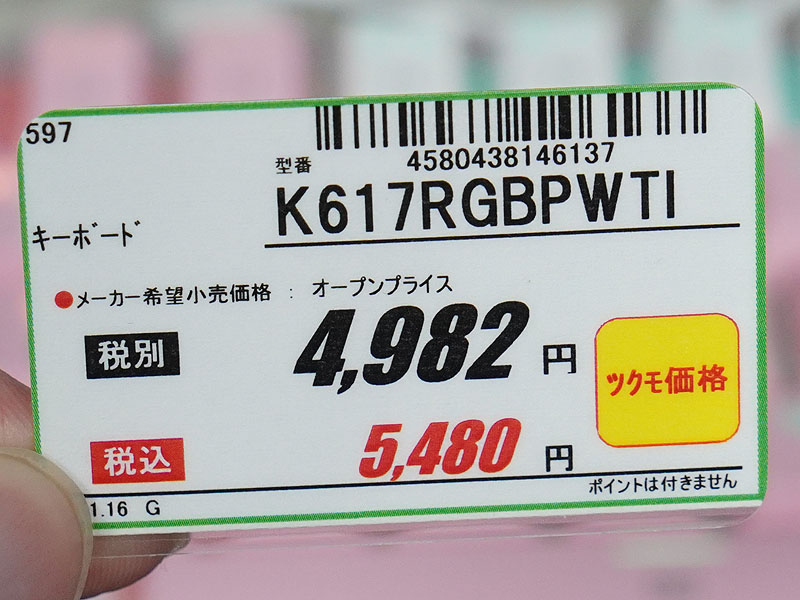 597
4580438146137
型番
K617RGBPWTI
キーボード
●メーカー希望小売価格 : オープンプライス
税別 4,982 円
ツクモ価格
税込 5,480 円
ポイントは付きません
1.16 G